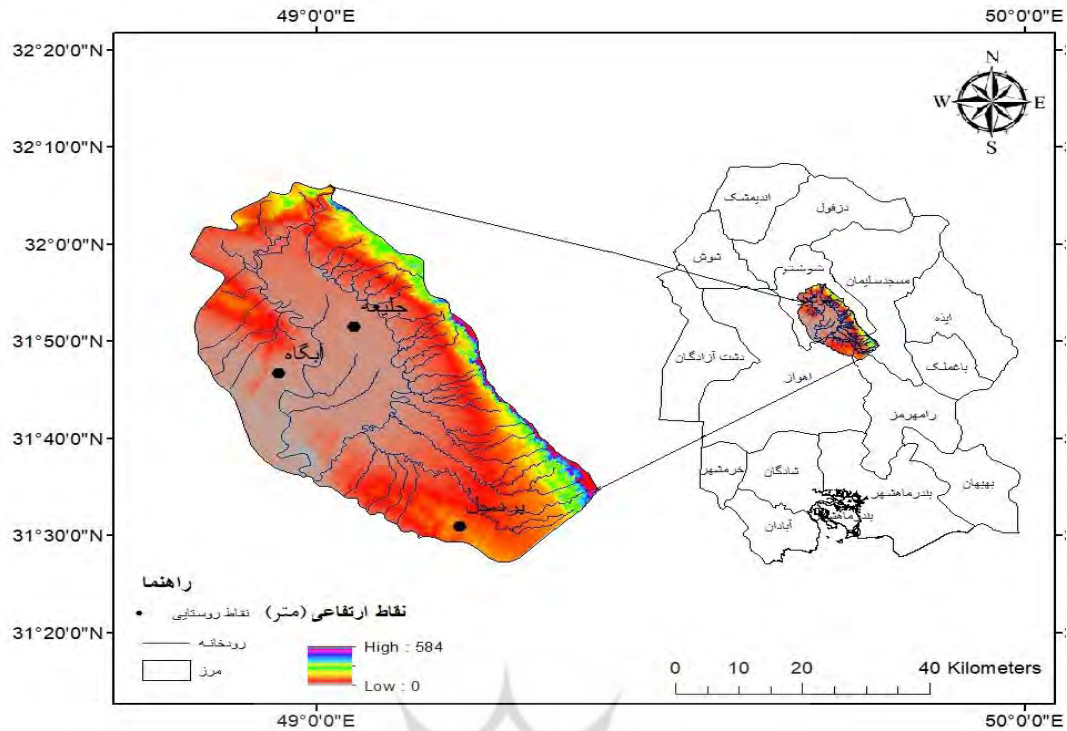 49°0'0"E 50°0'0"E
32°20'0"N
32°10'0"N
32°0'0"N
31°50'0"N
31°40'0"N
31°30'0"N
31°20'0"N
N
W E
S
اندیمشک
دزفول
شوش
شوشتر
مسجدسلیمان
ایذه
باغملک
دشت آزادگان
اهواز
رامهرمز
خرمشهر
شادگان
بندرماهشهر
بهبهان
آبادان
آبگاه
راهنما
نقاط روستایی
رودخانه
مرز
نقاط ارتفاعی (متر)
High : 584
Low : 0
0 10 20 40 Kilometers
49°0'0"E 50°0'0"E